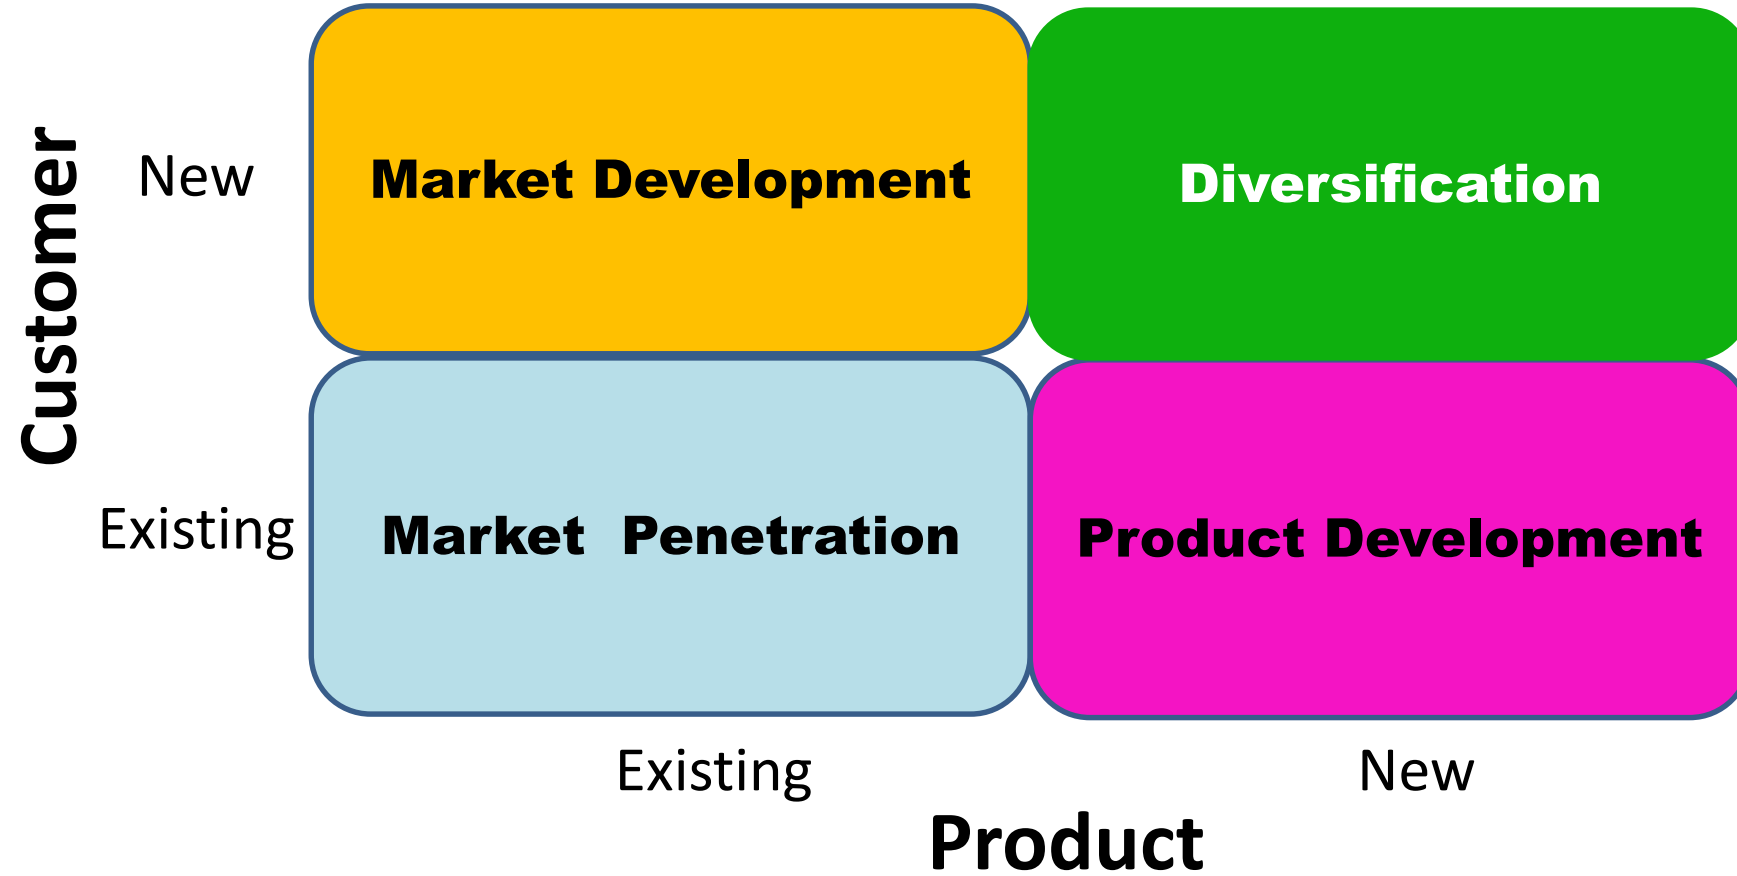 Customer
New
Market Development
Diversification
Existing
Market Penetration
Product Development
Existing
New
Product